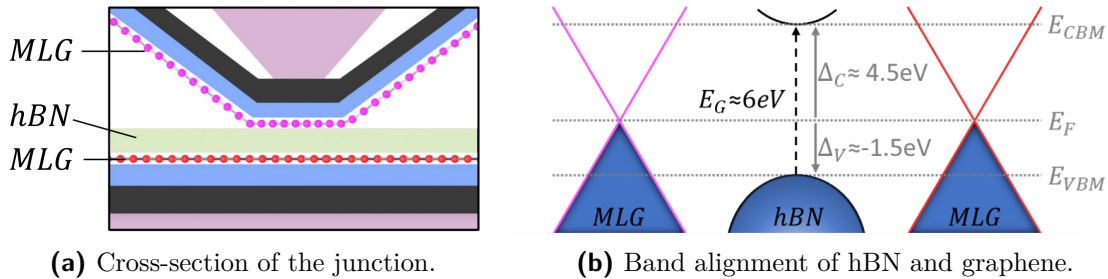 MLG
hBN
MLG
(a) Cross-section of the junction.
E_CBM
Δ_C≈ 4.5eV
E_G≈6eV
E_F
Δ_V≈-1.5eV
E_VBM
MLG hBN MLG
(b) Band alignment of hBN and graphene.